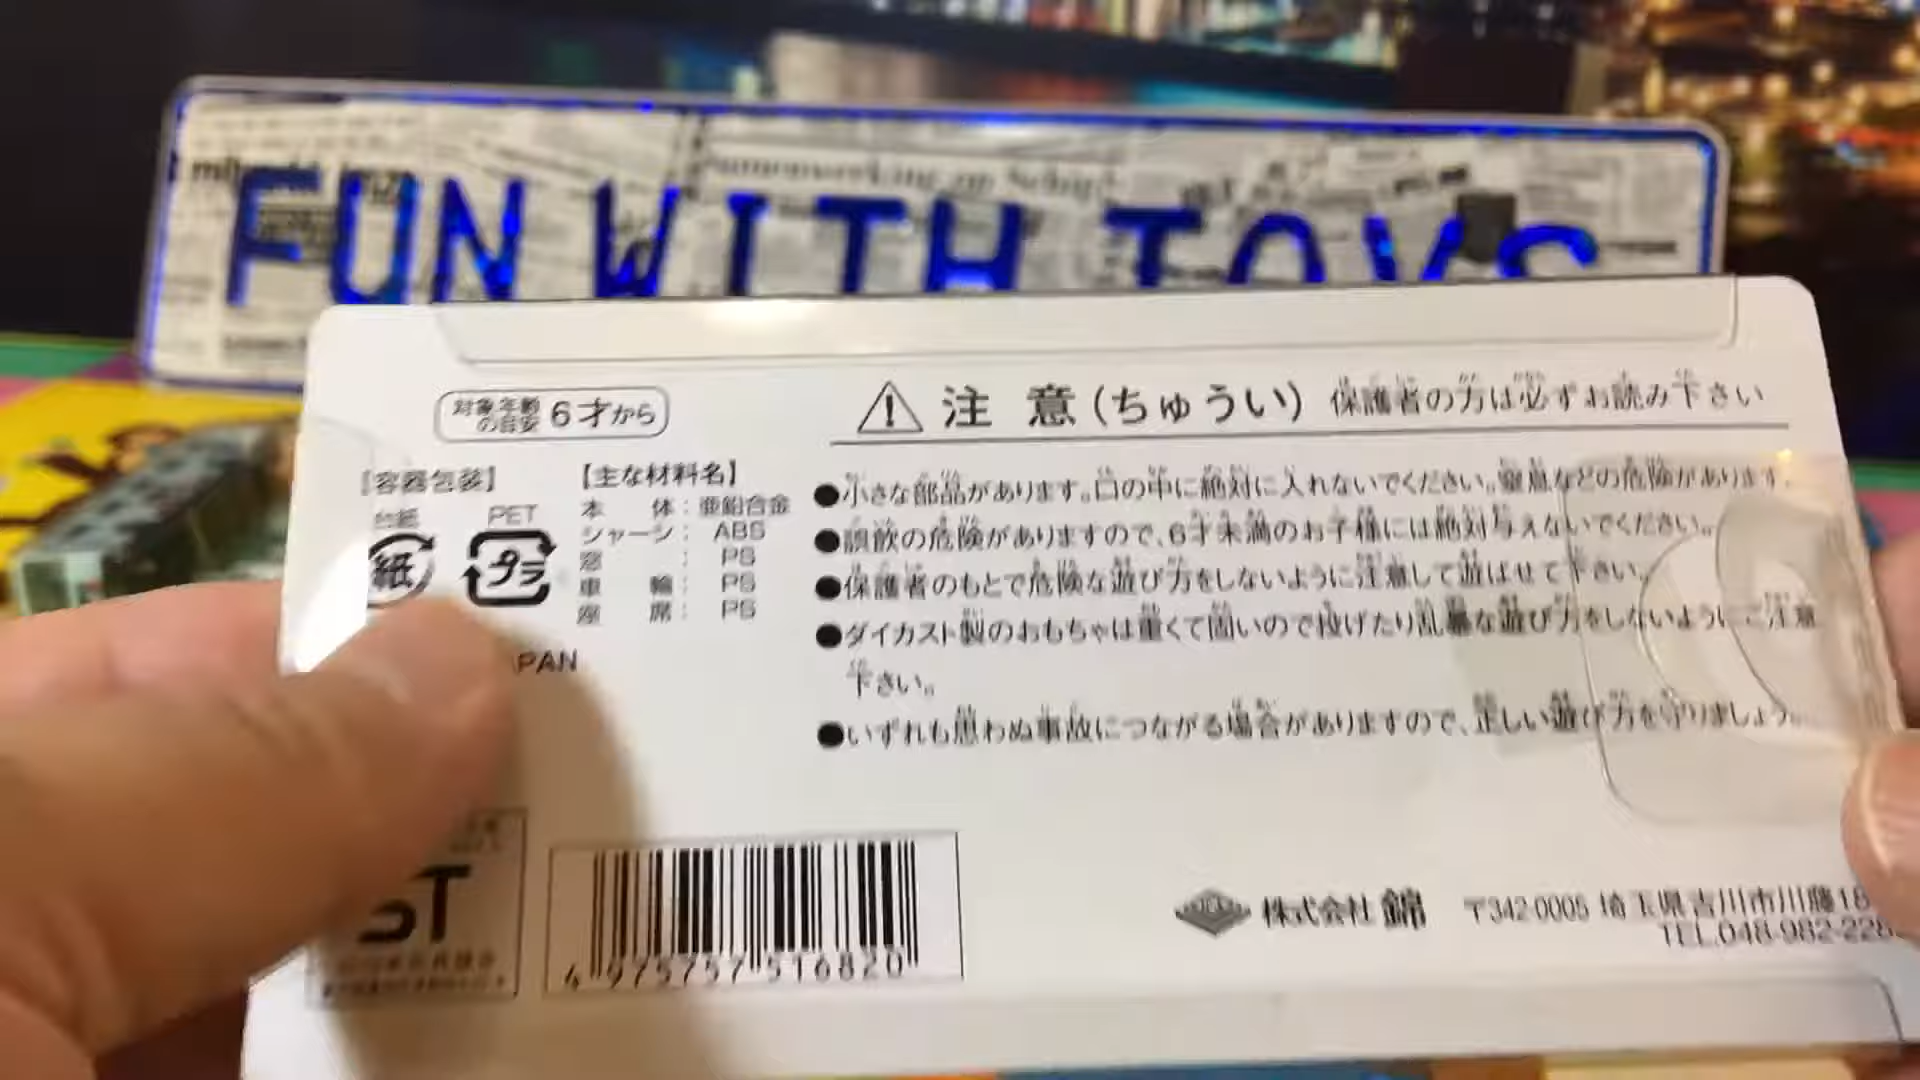 FUN WITH TOYS
対象年齢
の目安 6才から
注 意(ちゅうい) 保護者の方は必ずお読み下さい
【容器包装】
台紙 PET
紙 プラ
【主な材料名】
本 体: 亜鉛合金
シャーシ: ABS
窓 : PS
車 輪: PS
座 席: PS
PAN
●小さな部品があります。口の中に絶対に入れないでください。窒息などの危険があります。
●誤飲の危険がありますので、6才未満のお子様には絶対与えないでください。
●保護者のもとで危険な遊び方をしないように注意して遊ばせて下さい。
●ダイカスト製のおもちゃは重くて固いので投げたり乱暴な遊び方をしないようにご注意
下さい。
●いずれも思わぬ事故につながる場合がありますので、正しい遊び方を守りましょう。
ST
4 975757 516820
株式会社 錦 〒342-0005 埼玉県吉川市川藤18
TEL.048-982-228